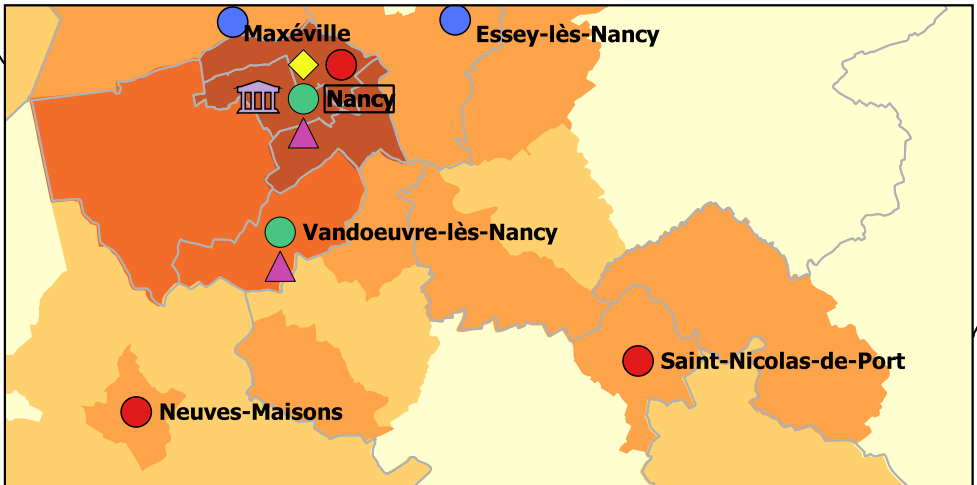 Maxéville
Essey-lès-Nancy
Nancy
Vandoeuvre-lès-Nancy
Saint-Nicolas-de-Port
Neuves-Maisons